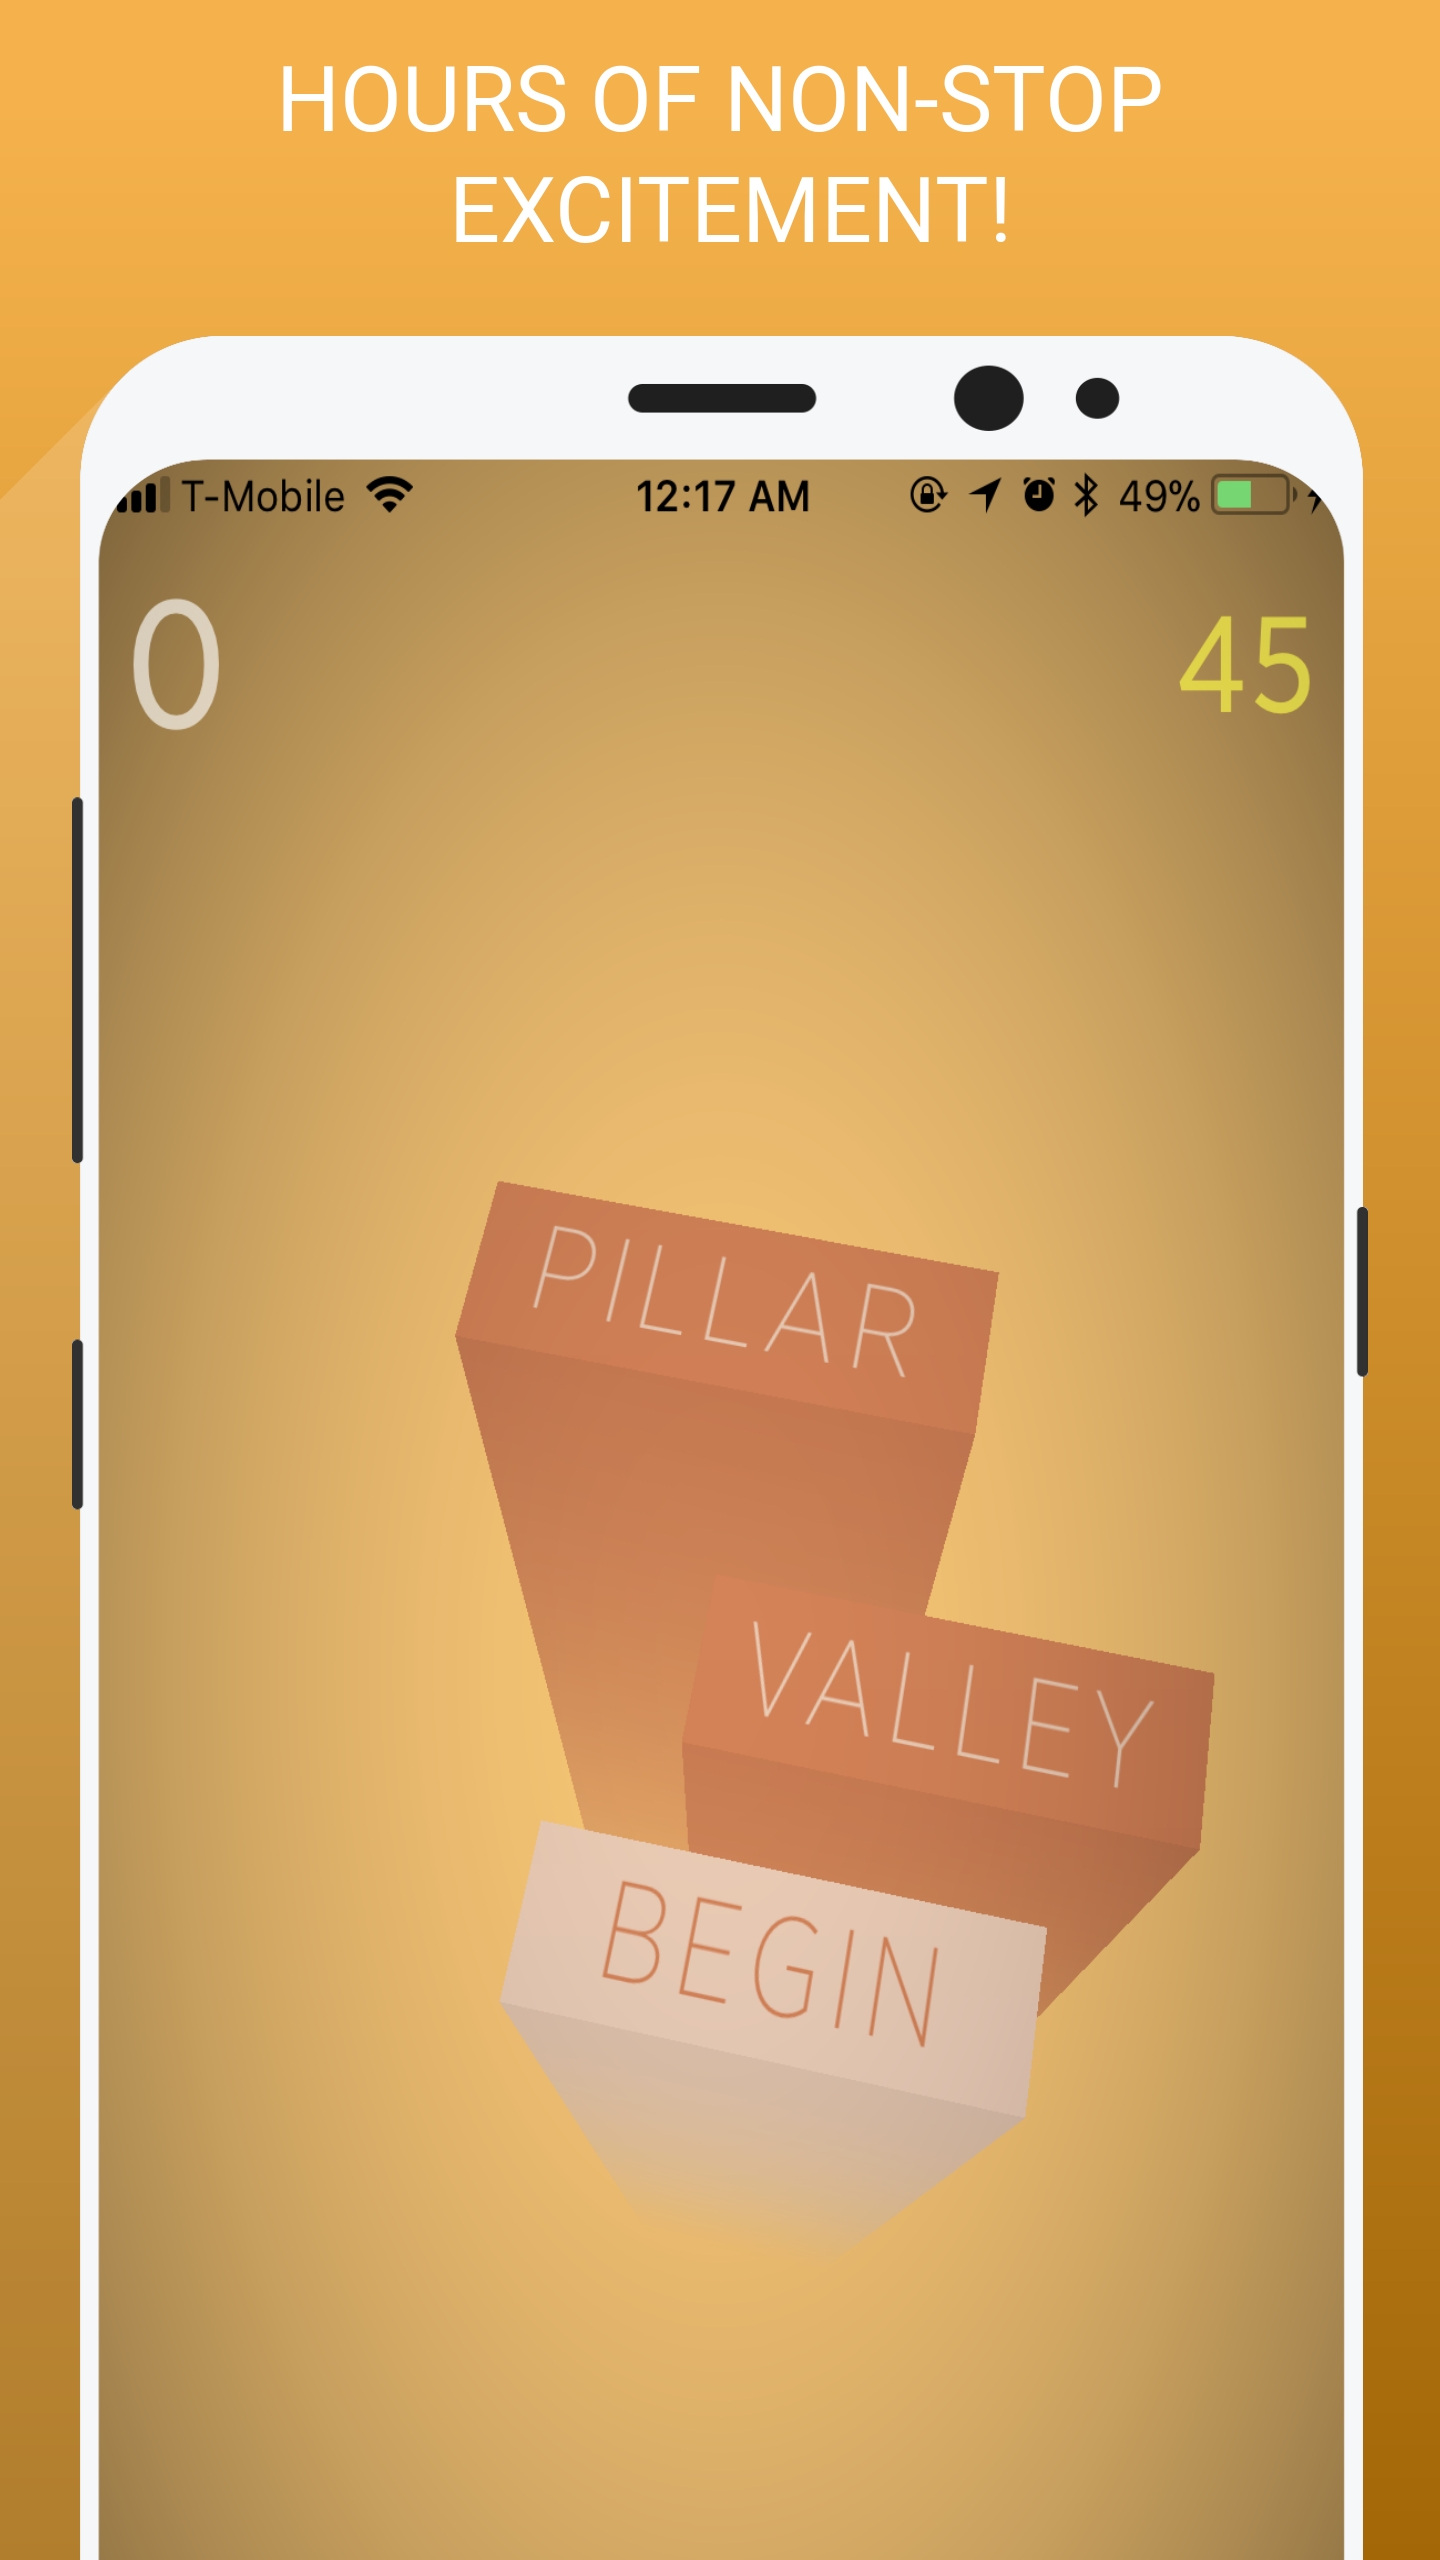 HOURS OF NON-STOP
EXCITEMENT!
T-Mobile 12:17 AM 49%
0 45
PILLAR
VALLEY
BEGIN